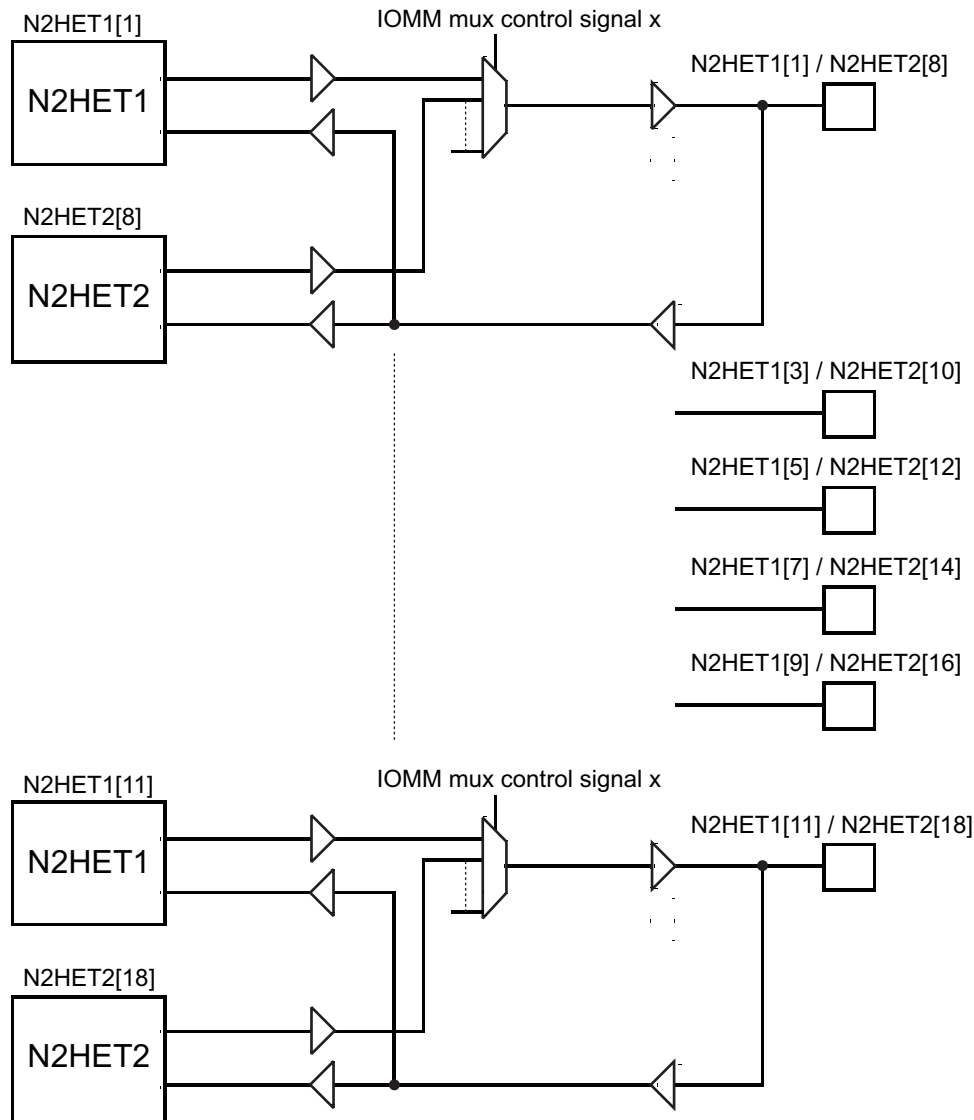 N2HET1[1]
IOMM mux control signal x
N2HET1[1] / N2HET2[8]
N2HET1
N2HET2[8]
N2HET2
N2HET1[3] / N2HET2[10]
N2HET1[5] / N2HET2[12]
N2HET1[7] / N2HET2[14]
N2HET1[9] / N2HET2[16]
N2HET1[11]
IOMM mux control signal x
N2HET1[11] / N2HET2[18]
N2HET1
N2HET2[18]
N2HET2